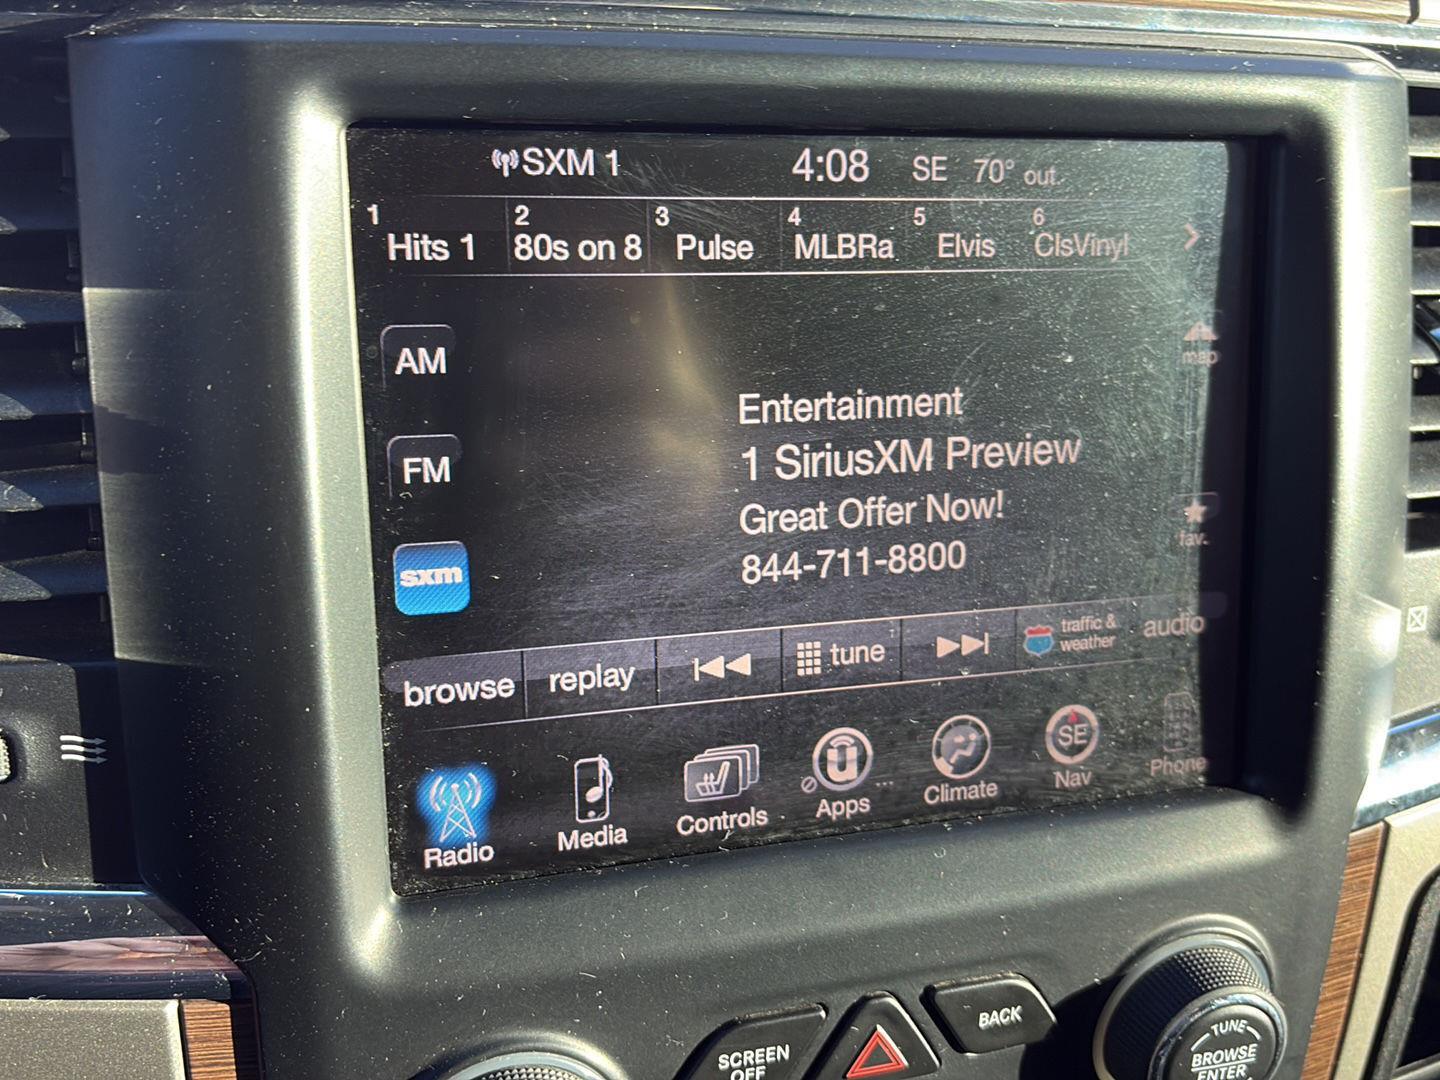 SXM 1 4:08 SE 70° out
1 2 3 4 5 6
Hits 1 80s on 8 Pulse MLBRa Elvis ClsVinyl
AM
map
Entertainment
FM
1 SiriusXM Preview
Great Offer Now!
fav.
sxm
844-711-8800
browse replay tune traffic & weather audio
Radio Media Controls Apps Climate SE Nav Phone
SCREEN
OFF
BACK
TUNE
BROWSE
ENTER